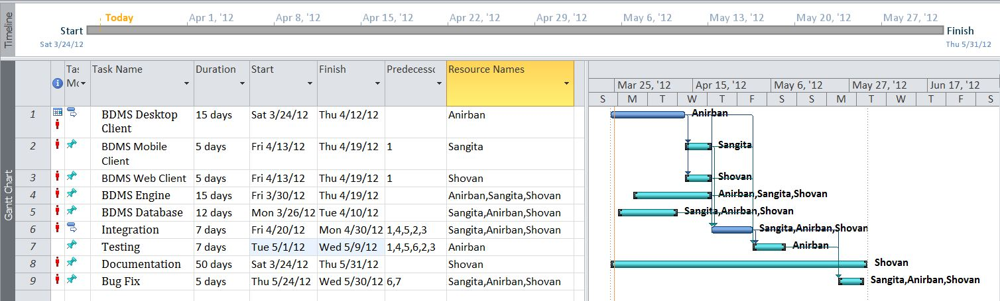 Timeline
Today
Apr 1, '12 Apr 8, '12 Apr 15, '12 Apr 22, '12 Apr 29, '12 May 6, '12 May 13, '12 May 20, '12 May 27, '12
Start
Sat 3/24/12
Finish
Thu 5/31/12
Gantt Chart
Tas Task Name Duration Start Finish Predecesso Resource Names
Mo
Mar 25, '12 Apr 15, '12 May 6, '12 May 27, '12 Jun 17, '12
S M T W T F S S M T W T F S
1 BDMS Desktop 15 days Sat 3/24/12 Thu 4/12/12 Anirban
Client
2 BDMS Mobile 5 days Fri 4/13/12 Thu 4/19/12 1 Sangita
Client
3 BDMS Web Client 5 days Fri 4/13/12 Thu 4/19/12 1 Shovan
4 BDMS Engine 15 days Fri 3/30/12 Thu 4/19/12 Anirban,Sangita,Shovan
5 BDMS Database 12 days Mon 3/26/12 Tue 4/10/12 Sangita,Anirban,Shovan
6 Integration 7 days Fri 4/20/12 Mon 4/30/12 1,4,5,2,3 Sangita,Anirban,Shovan
7 Testing 7 days Tue 5/1/12 Wed 5/9/12 1,4,5,6,2,3 Anirban
8 Documentation 50 days Sat 3/24/12 Thu 5/31/12 Shovan
9 Bug Fix 5 days Thu 5/24/12 Wed 5/30/12 6,7 Sangita,Anirban,Shovan
Anirban
Sangita
Shovan
Anirban,Sangita,Shovan
Sangita,Anirban,Shovan
Sangita,Anirban,Shovan
Anirban
Shovan
Sangita,Anirban,Shovan